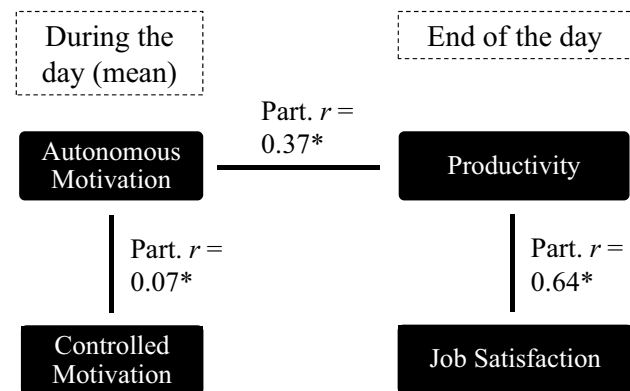 During the
day (mean)
End of the day
Part. r =
0.37*
Autonomous
Motivation
Productivity
Part. r =
0.07*
Part. r =
0.64*
Controlled
Motivation
Job Satisfaction